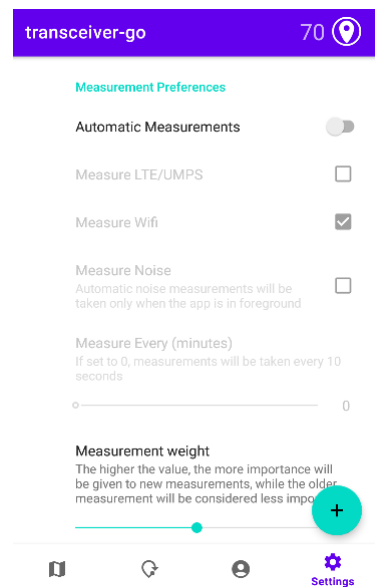 transceiver-go 70
Measurement Preferences
Automatic Measurements
Measure LTE/UMPS
Measure Wifi
Measure Noise
Automatic noise measurements will be
taken only when the app is in foreground
Measure Every (minutes)
If set to 0, measurements will be taken every 10
seconds
0
Measurement weight
The higher the value, the more importance will
be given to new measurements, while the older
measurement will be considered less impo
+
Settings